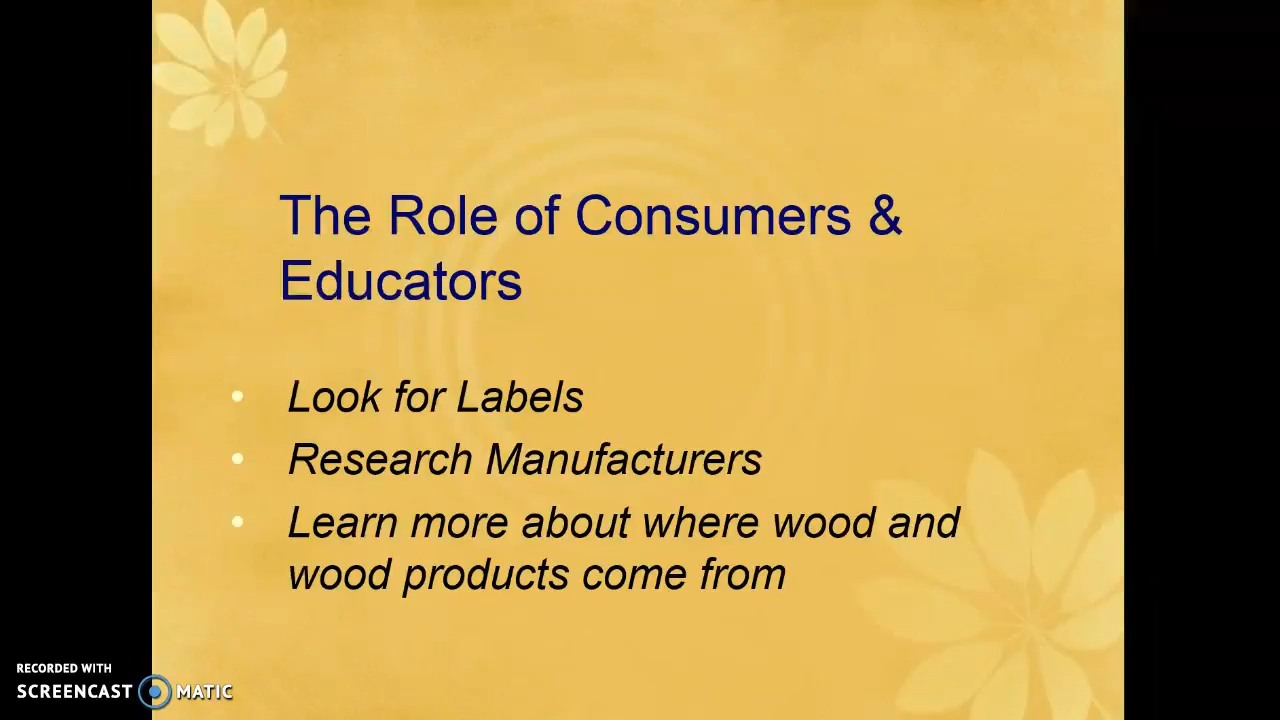 The Role of Consumers &
Educators
• Look for Labels
• Research Manufacturers
• Learn more about where wood and
wood products come from
RECORDED WITH
SCREENCAST MATIC